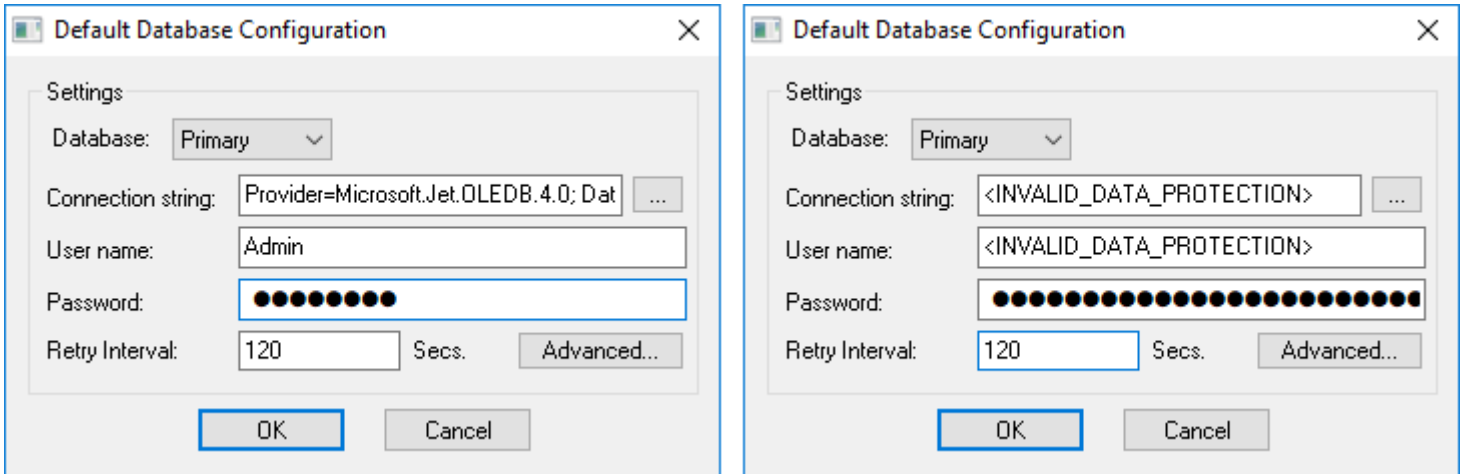 Default Database Configuration
Settings
Database: Primary
Connection string: Provider=Microsoft.Jet.OLEDB.4.0; Dat ...
User name: Admin
Password: ●●●●●●●●
Retry Interval: 120 Secs. Advanced...
OK Cancel
Default Database Configuration
Settings
Database: Primary
Connection string: <INVALID_DATA_PROTECTION> ...
User name: <INVALID_DATA_PROTECTION>
Password: ●●●●●●●●●●●●●●●●●●●●●●●●
Retry Interval: 120 Secs. Advanced...
OK Cancel